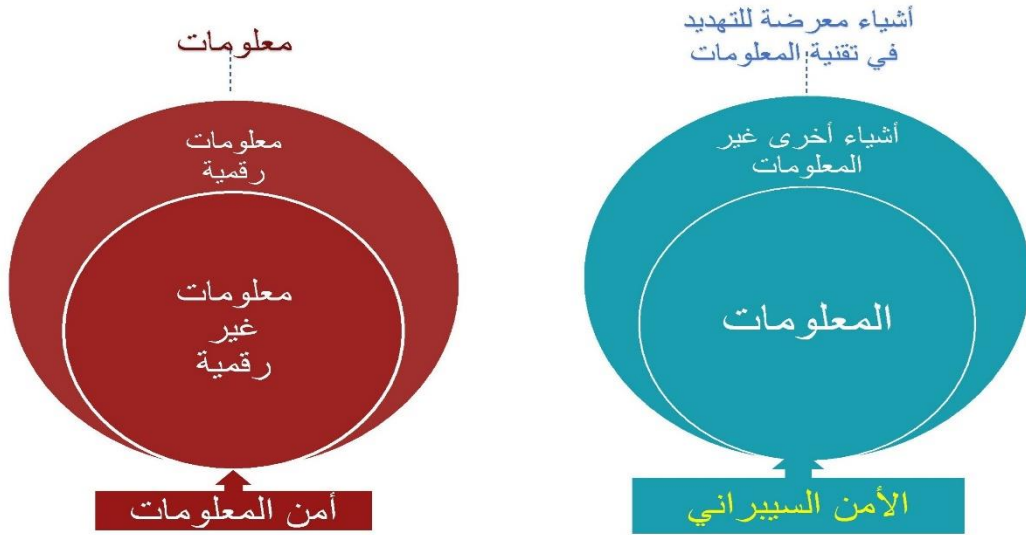 أشياء معرضة للتهديد
في تقنية المعلومات
أشياء أخرى غير
المعلومات
المعلومات
الأمن السيبراني
معلومات
معلومات
رقمية
معلومات
غير
رقمية
أمن المعلومات